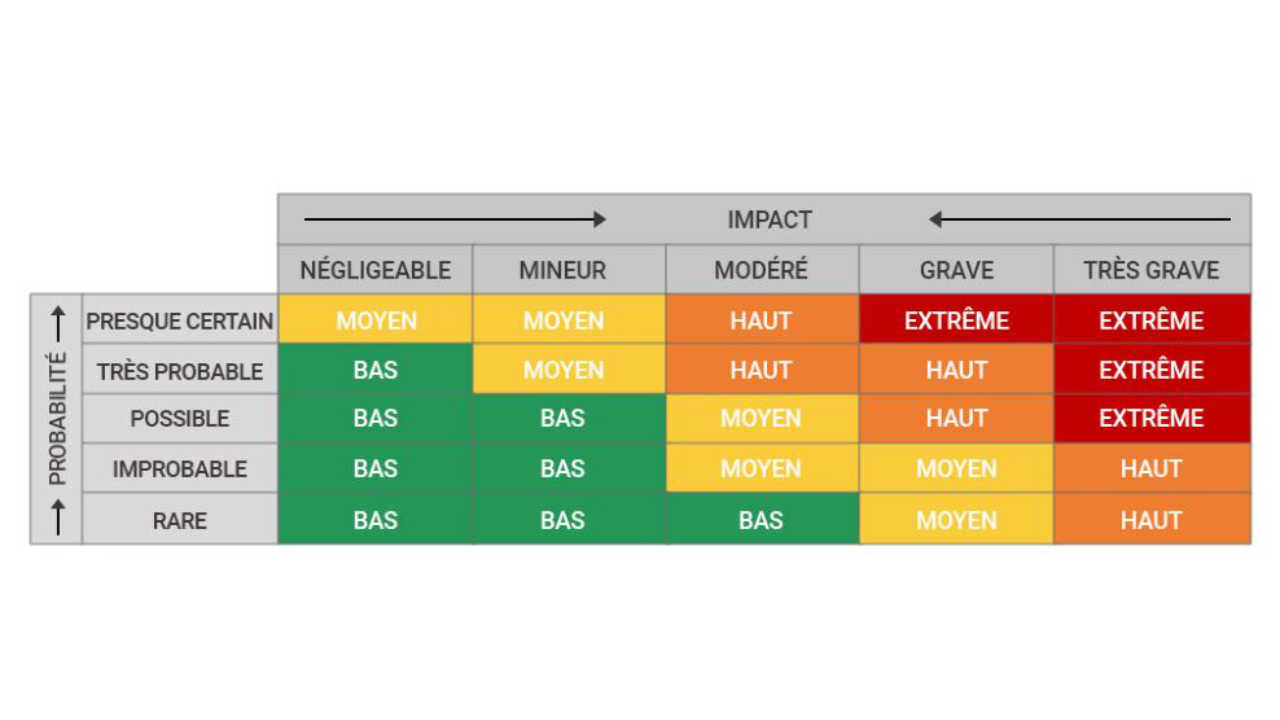 IMPACT
NÉGLIGEABLE MINEUR MODÉRÉ GRAVE TRÈS GRAVE
PROBABILITÉ
PRESQUE CERTAIN MOYEN MOYEN HAUT EXTRÊME EXTRÊME
TRÈS PROBABLE BAS MOYEN HAUT HAUT EXTRÊME
POSSIBLE BAS BAS MOYEN HAUT EXTRÊME
IMPROBABLE BAS BAS MOYEN MOYEN HAUT
RARE BAS BAS BAS MOYEN HAUT